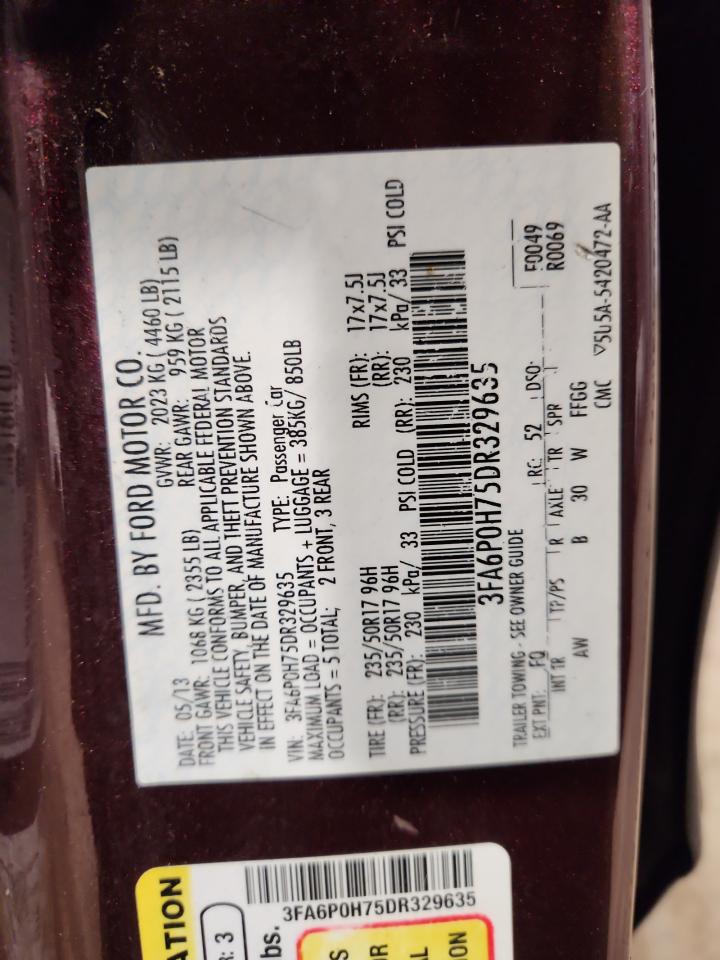 MFD. BY FORD MOTOR CO.
DATE: 05/13 GVWR: 2023 KG ( 4460 LB)
FRONT GAWR: 1068 KG ( 2355 LB) REAR GAWR: 959 KG ( 2115 LB)
THIS VEHICLE CONFORMS TO ALL APPLICABLE FEDERAL MOTOR
VEHICLE SAFETY, BUMPER, AND THEFT PREVENTION STANDARDS
IN EFFECT ON THE DATE OF MANUFACTURE SHOWN ABOVE.
VIN: 3FA6P0H75DR329635 TYPE: Passenger Car
MAXIMUM LOAD = OCCUPANTS + LUGGAGE = 385KG/ 850LB
OCCUPANTS = 5 TOTAL; 2 FRONT, 3 REAR
TIRE (FR): 235/50R17 96H RIMS (FR): 17x7.5J
(RR): 235/50R17 96H (RR): 17x7.5J
PRESSURE (FR): 230 kPa/ 33 PSI COLD (RR): 230 kPa/ 33 PSI COLD
3FA6P0H75DR329635
TRAILER TOWING - SEE OWNER GUIDE F0049
EXT PNT: FQ RC: 52 DSO: R0069
INT TR TP/PS R AXLE TR SPR
AW B 30 W FFGG
CMC ▽5U5A-5420472-AA
ATION
R: 3
bs.
3FA6P0H75DR329635
S
OR
AL
ON